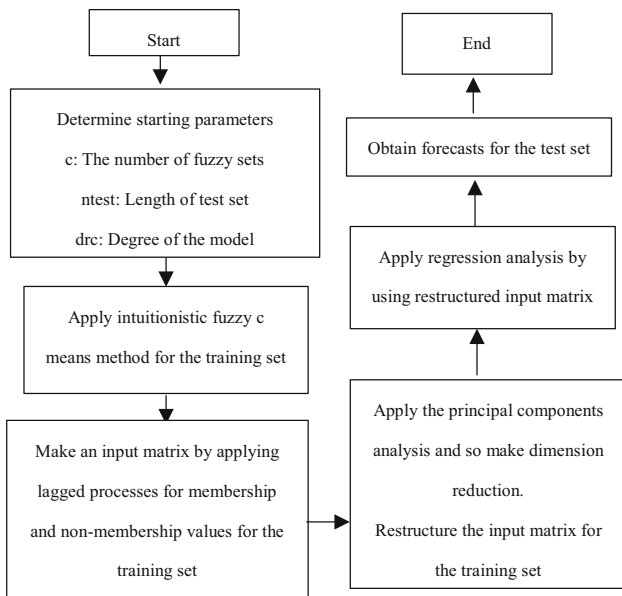 Start
Determine starting parameters
c: The number of fuzzy sets
ntest: Length of test set
drc: Degree of the model
Apply intuitionistic fuzzy c
means method for the training set
Make an input matrix by applying
lagged processes for membership
and non-membership values for the
training set
Apply the principal components
analysis and so make dimension
reduction.
Restructure the input matrix for
the training set
Apply regression analysis by
using restructured input matrix
Obtain forecasts for the test set
End